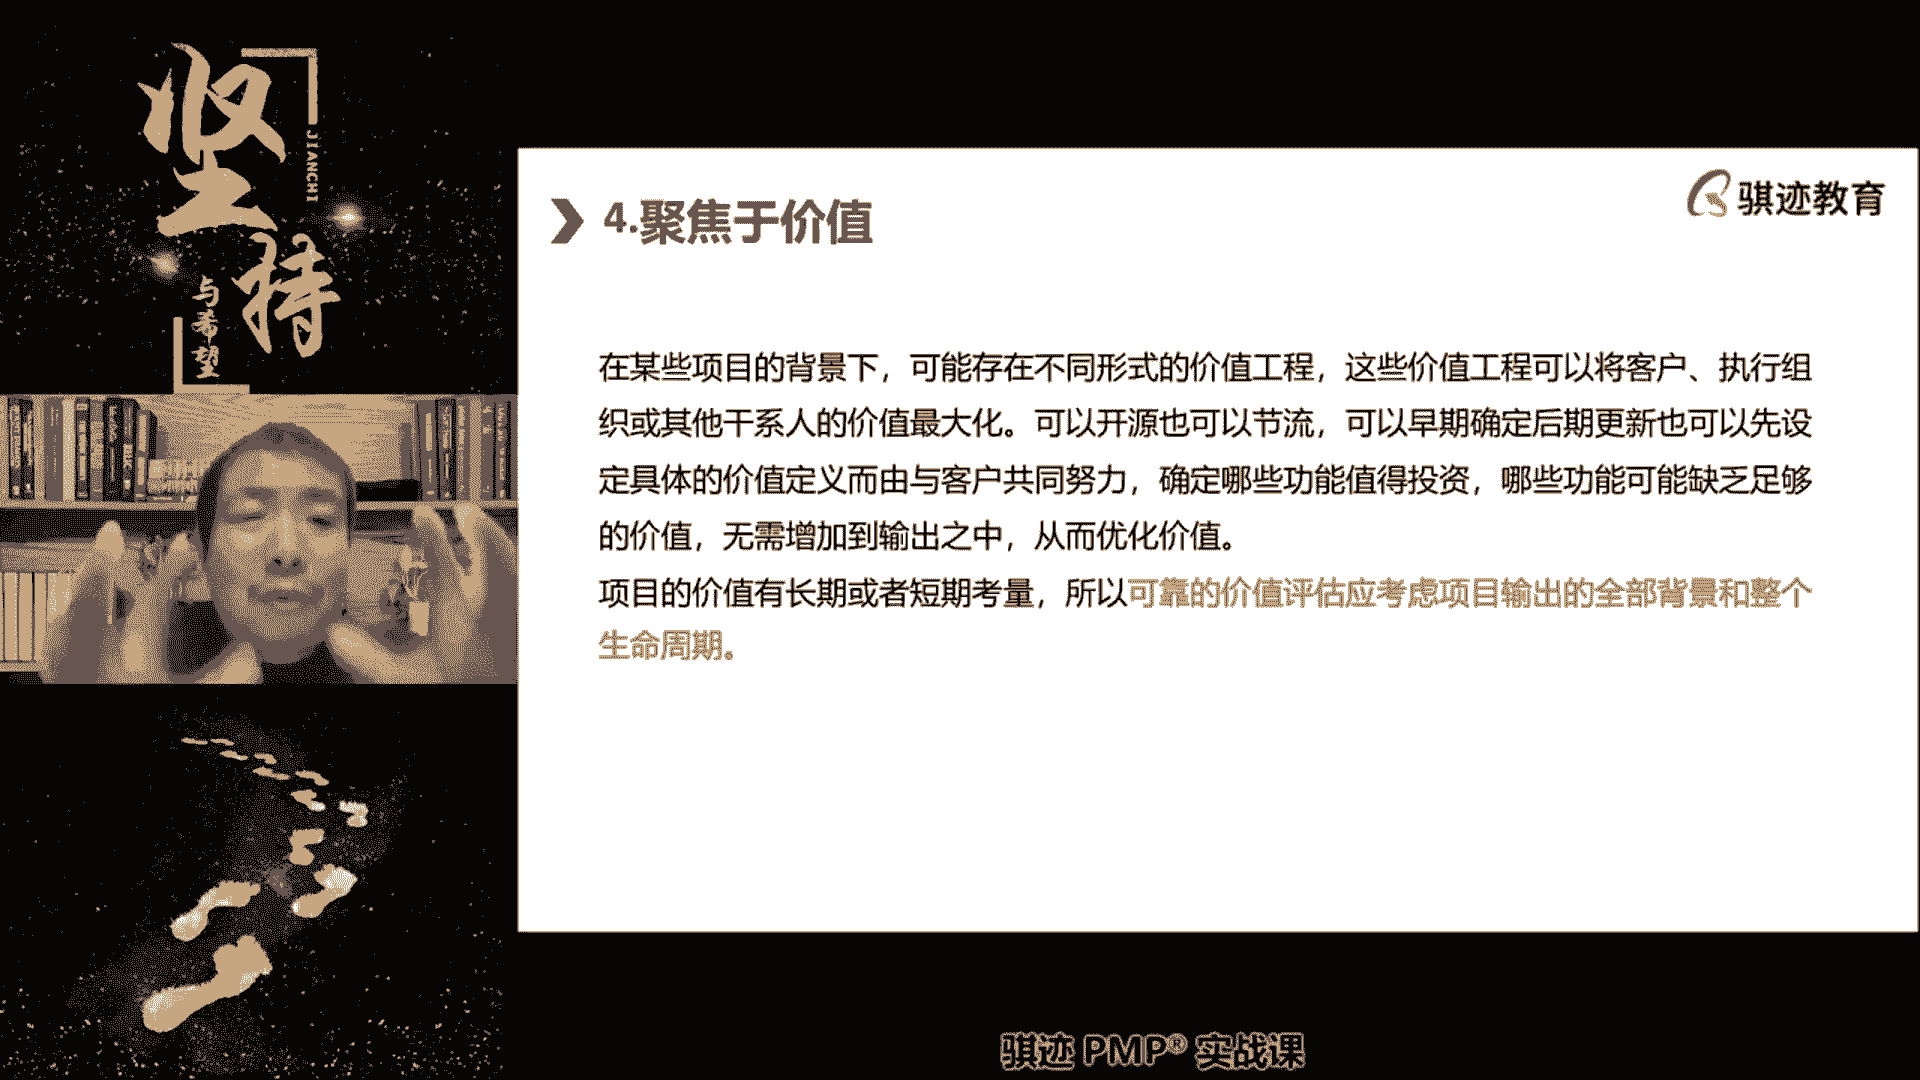 坚持
JIANCHI
与希望
骐迹教育
4.聚焦于价值
在某些项目的背景下，可能存在不同形式的价值工程，这些价值工程可以将客户、执行组
织或其他干系人的价值最大化。可以开源也可以节流，可以早期确定后期更新也可以先设
定具体的价值定义而由与客户共同努力，确定哪些功能值得投资，哪些功能可能缺乏足够
的价值，无需增加到输出之中，从而优化价值。
项目的价值有长期或者短期考量，所以可靠的价值评估应考虑项目输出的全部背景和整个
生命周期。
骐迹 PMP® 实战课